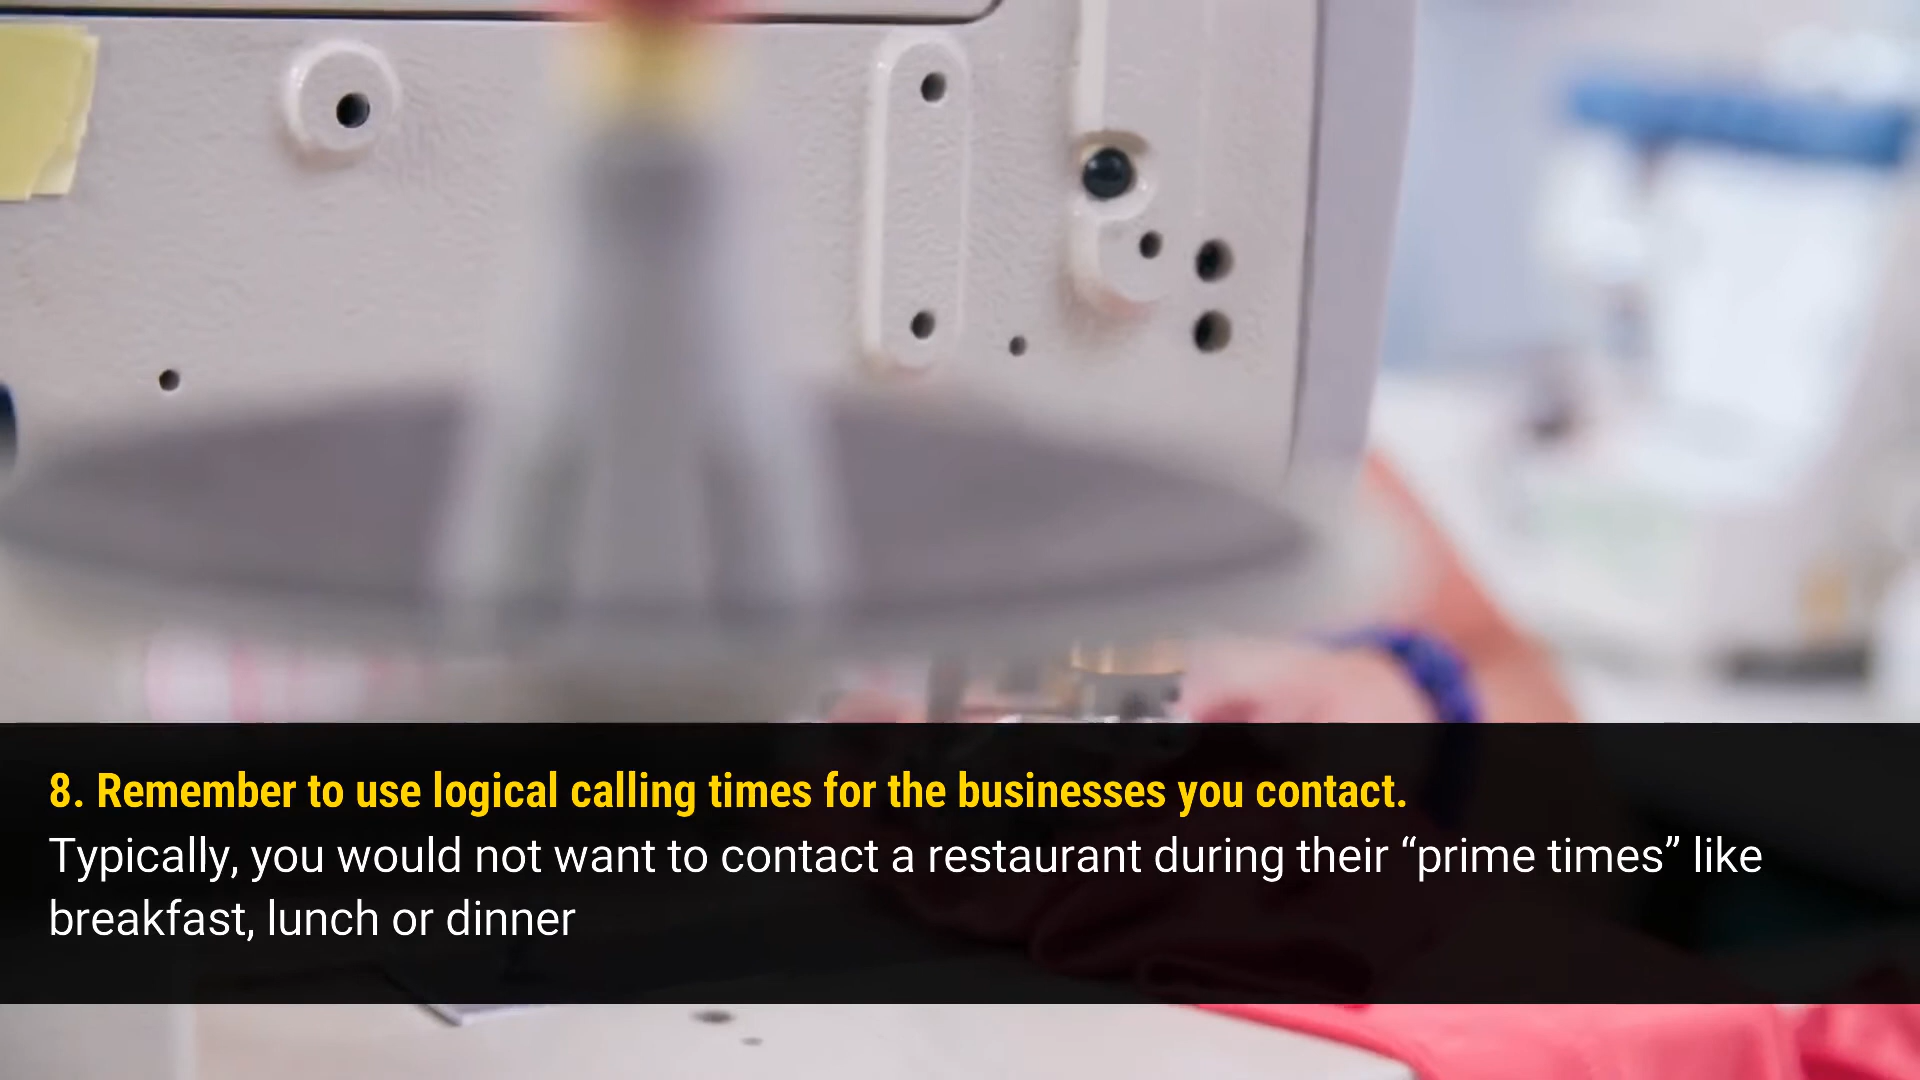 8. Remember to use logical calling times for the businesses you contact.
Typically, you would not want to contact a restaurant during their “prime times” like
breakfast, lunch or dinner